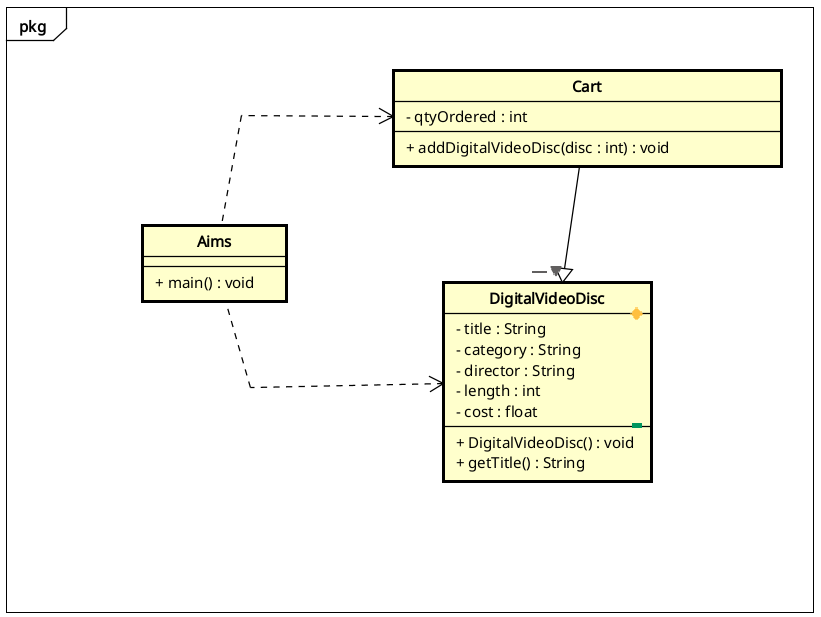 pkg
Cart
- qtyOrdered : int
+ addDigitalVideoDisc(disc : int) : void
Aims
+ main() : void
DigitalVideoDisc
- title : String
- category : String
- director : String
- length : int
- cost : float
+ DigitalVideoDisc() : void
+ getTitle() : String